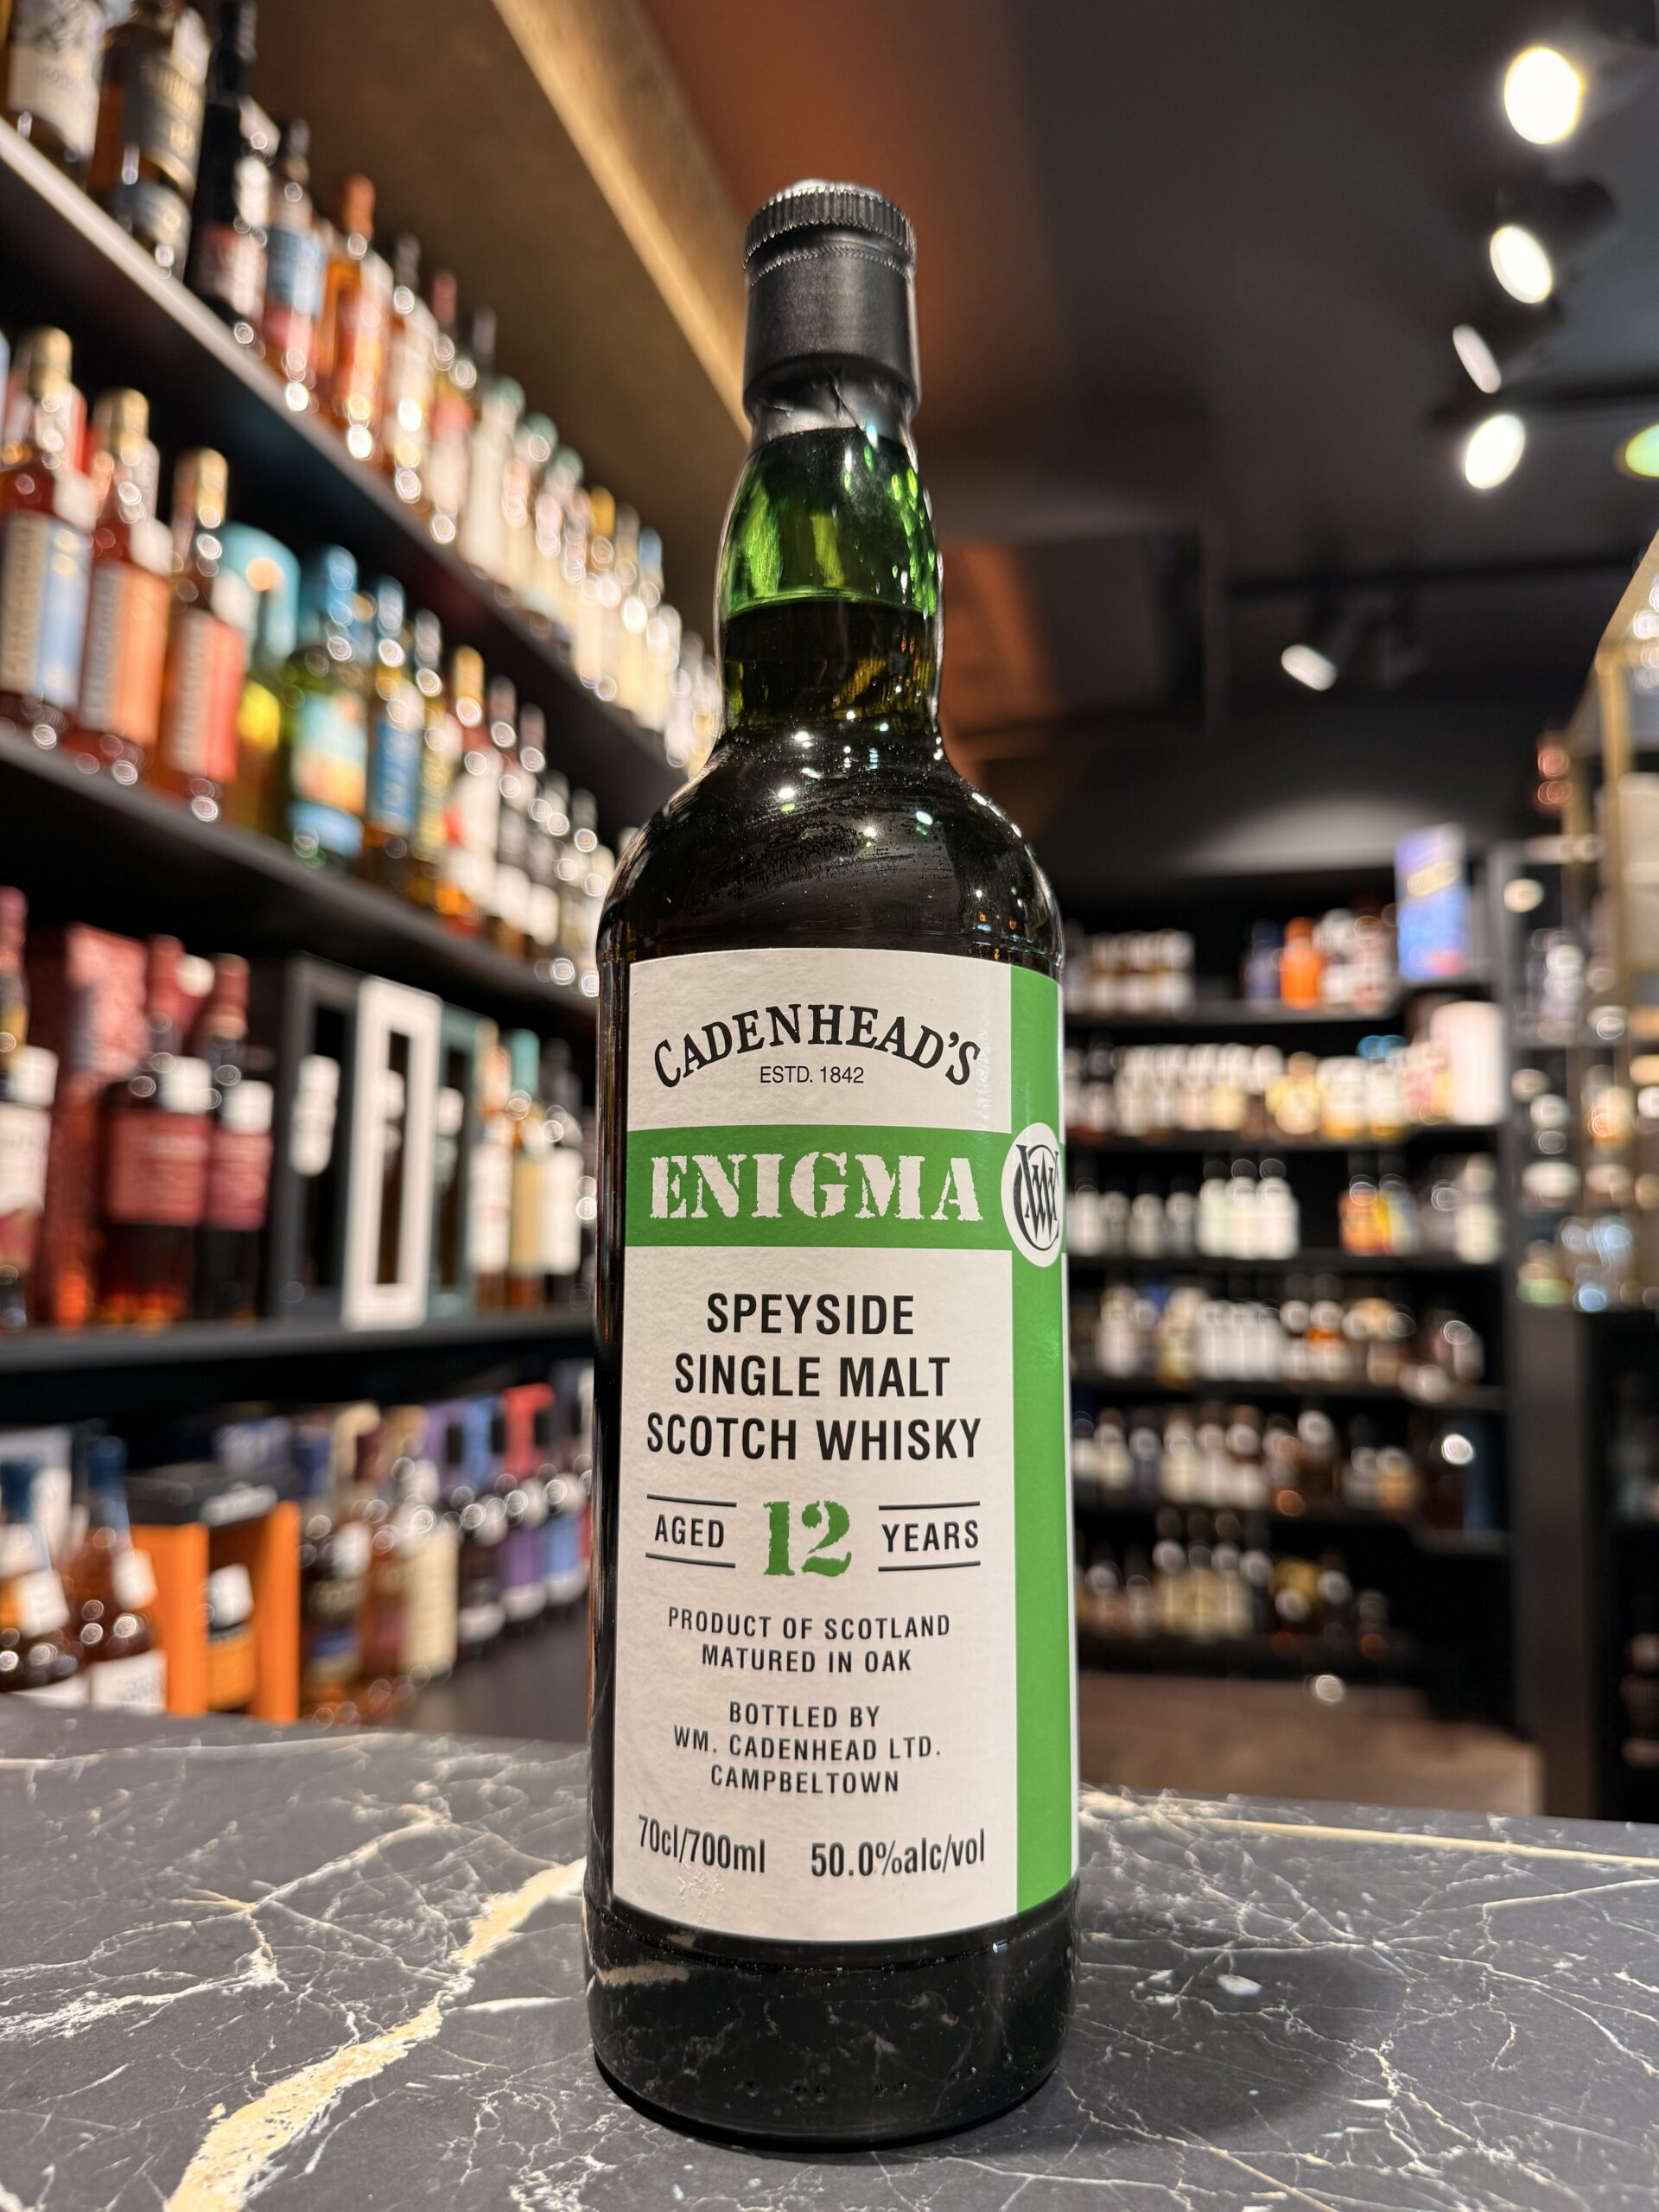 CADENHEAD'S
ESTD. 1842
ENIGMA
SPEYSIDE
SINGLE MALT
SCOTCH WHISKY
AGED 12 YEARS
PRODUCT OF SCOTLAND
MATURED IN OAK
BOTTLED BY
WM. CADENHEAD LTD.
CAMPBELTOWN
70cl/700ml 50.0%alc/vol